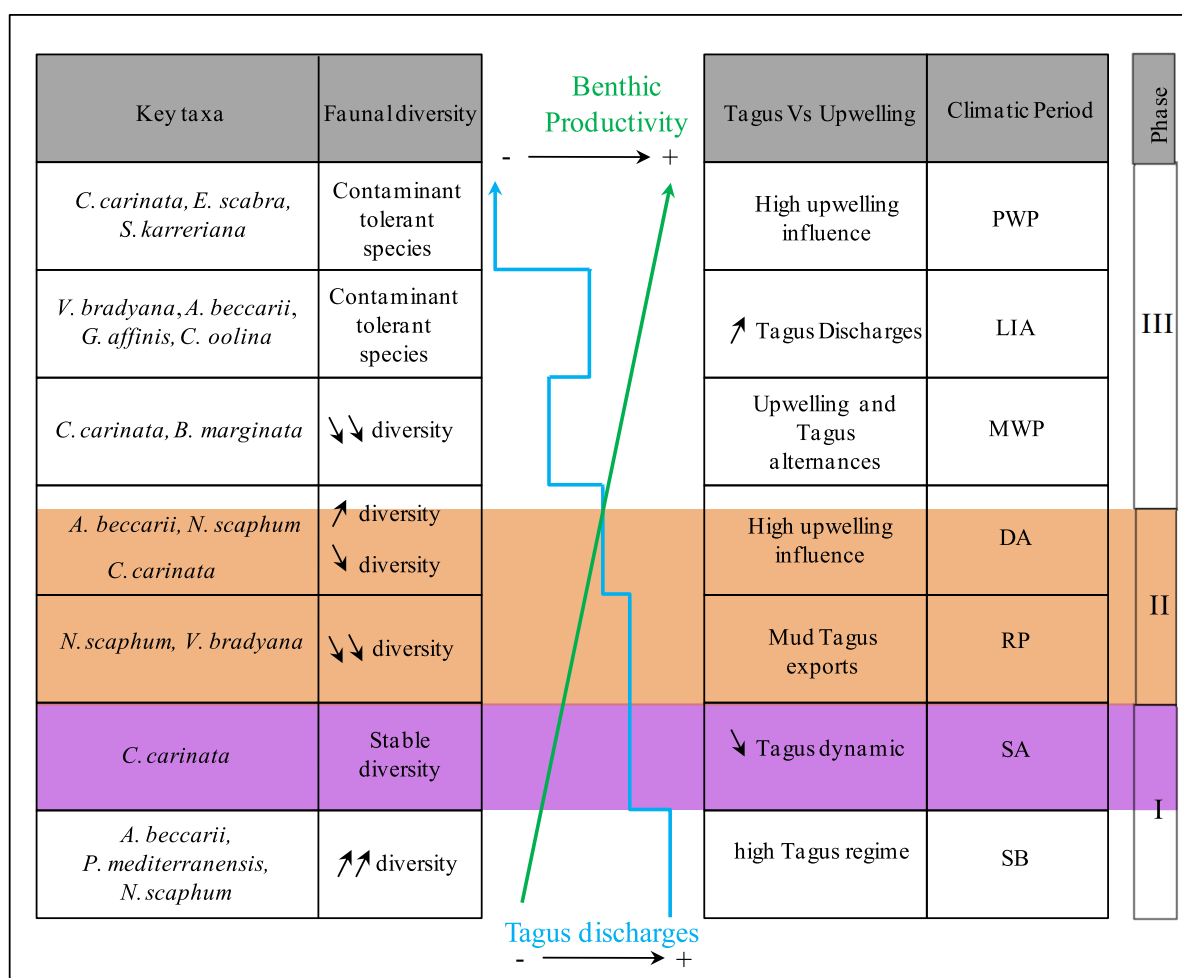 Key taxa
Faunal diversity
Benthic
Productivity
- +
Tagus Vs Upwelling
Climatic Period
Phase
C. carinata, E. scabra,
S. karreriana
Contaminant
tolerant
species
High upwelling
influence
PWP
V. bradyana, A. beccarii,
G. affinis, C. oolina
Contaminant
tolerant
species
Tagus Discharges
LIA
III
C. carinata, B. marginata
diversity
Upwelling and
Tagus
alternances
MWP
A. beccarii, N. scaphum
C. carinata
diversity
diversity
High upwelling
influence
DA
N. scaphum, V. bradyana
diversity
Mud Tagus
exports
RP
II
C. carinata
Stable
diversity
Tagus dynamic
SA
A. beccarii,
P. mediterranensis,
N. scaphum
diversity
high Tagus regime
SB
I
Tagus discharges
- +